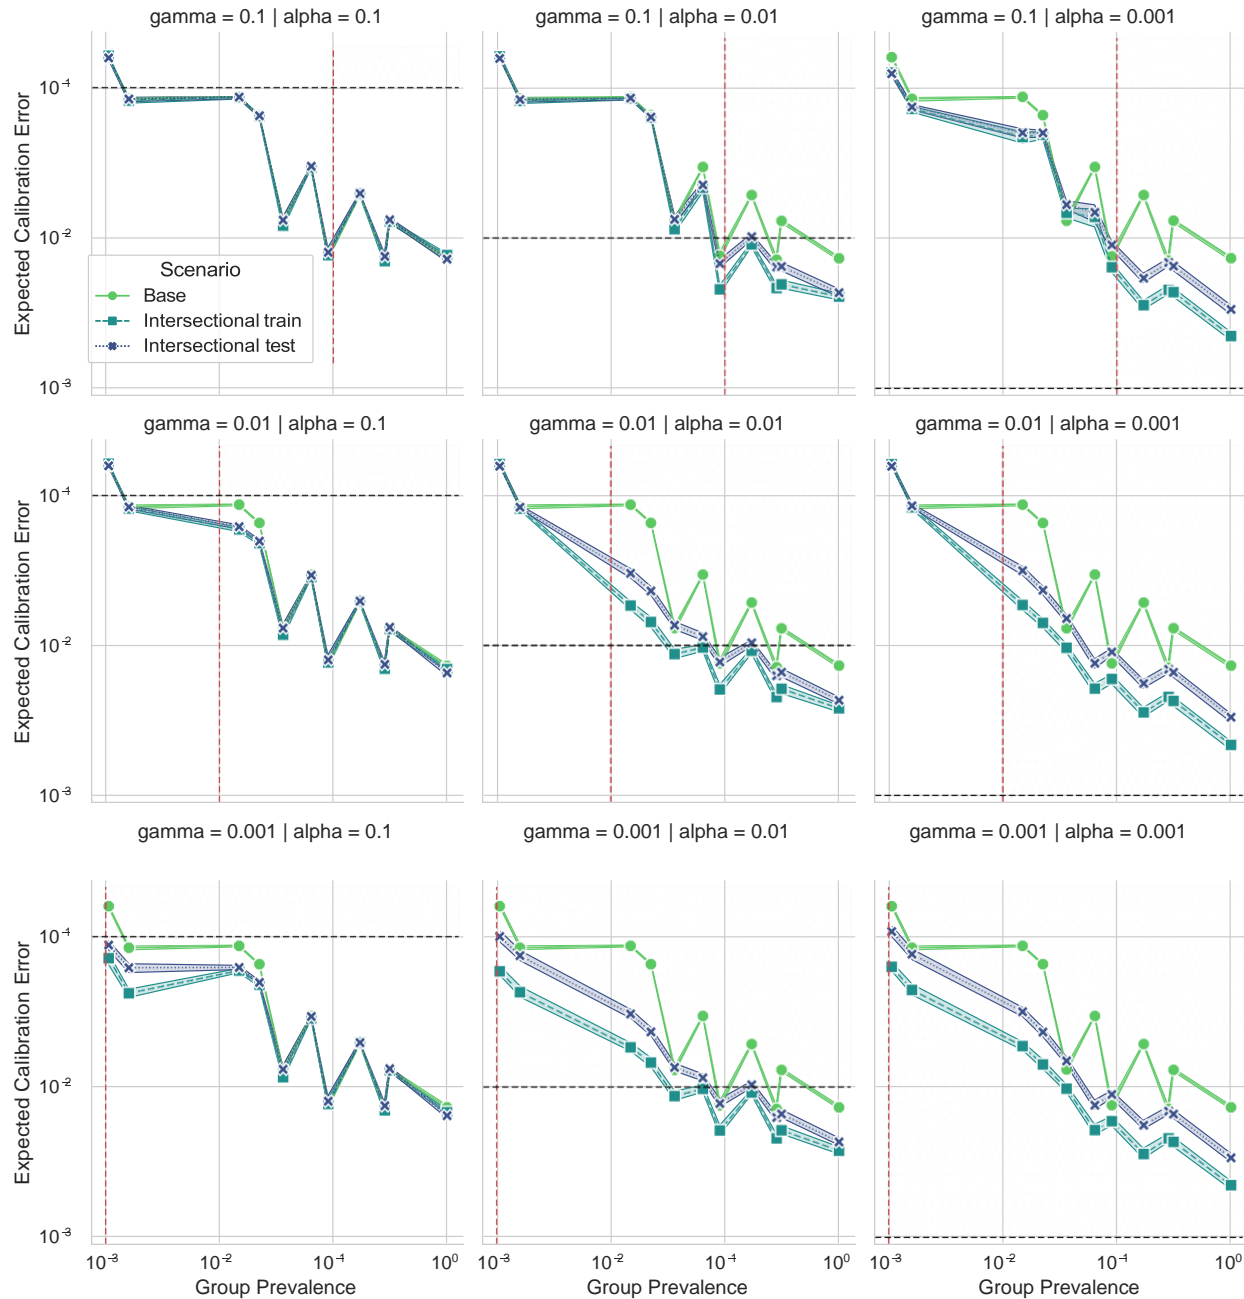 gamma = 0.1 | alpha = 0.1
gamma = 0.1 | alpha = 0.01
gamma = 0.1 | alpha = 0.001
Expected Calibration Error
10⁻¹
10⁻²
10⁻³
Scenario
Base
Intersectional train
Intersectional test
gamma = 0.01 | alpha = 0.1
gamma = 0.01 | alpha = 0.01
gamma = 0.01 | alpha = 0.001
Expected Calibration Error
10⁻¹
10⁻²
10⁻³
gamma = 0.001 | alpha = 0.1
gamma = 0.001 | alpha = 0.01
gamma = 0.001 | alpha = 0.001
Expected Calibration Error
10⁻¹
10⁻²
10⁻³
10⁻³ 10⁻² 10⁻¹ 10⁰
10⁻³ 10⁻² 10⁻¹ 10⁰
10⁻³ 10⁻² 10⁻¹ 10⁰
Group Prevalence
Group Prevalence
Group Prevalence